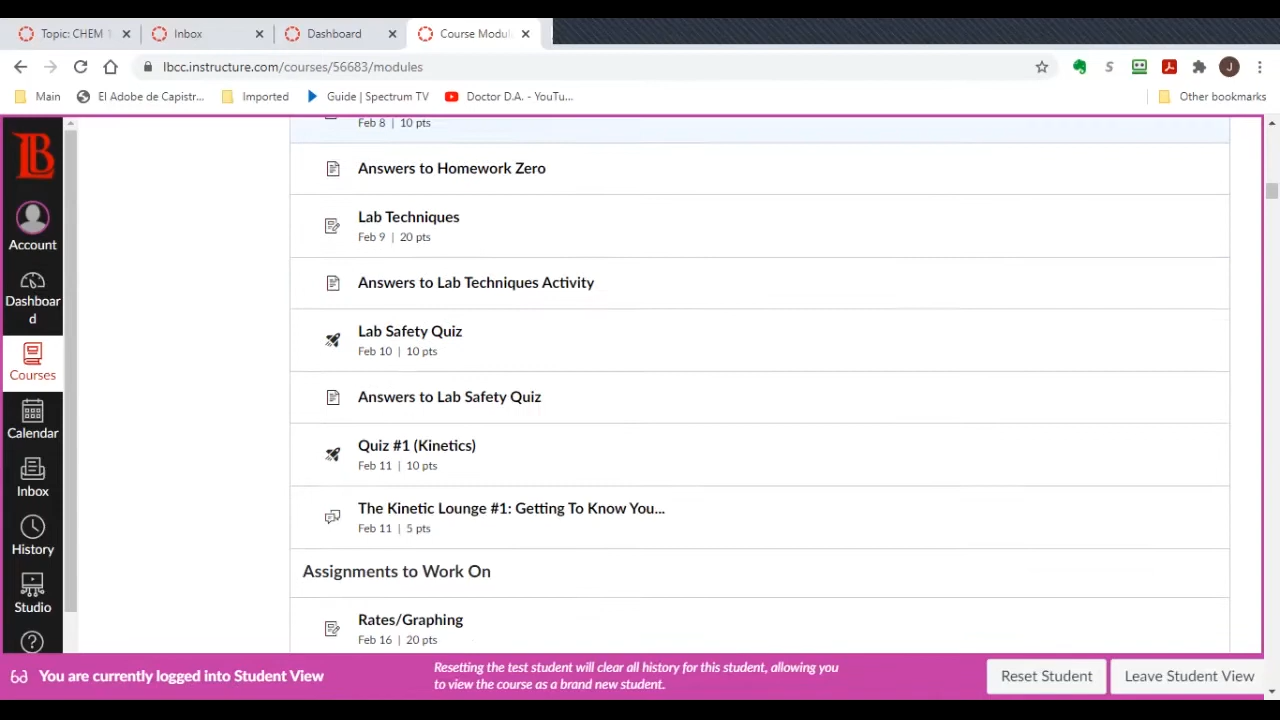 Topic: CHEM 1
Inbox
Dashboard
Course Modul
lbcc.instructure.com/courses/56683/modules
S
J
Main
El Adobe de Capistr...
Imported
Guide | Spectrum TV
Doctor D.A. - YouTu...
Other bookmarks
LB
Account
Dashboar
d
Courses
Calendar
Inbox
History
Studio
Feb 8 | 10 pts
Answers to Homework Zero
Lab Techniques
Feb 9 | 20 pts
Answers to Lab Techniques Activity
Lab Safety Quiz
Feb 10 | 10 pts
Answers to Lab Safety Quiz
Quiz #1 (Kinetics)
Feb 11 | 10 pts
The Kinetic Lounge #1: Getting To Know You...
Feb 11 | 5 pts
Assignments to Work On
Rates/Graphing
Feb 16 | 20 pts
You are currently logged into Student View
Resetting the test student will clear all history for this student, allowing you
to view the course as a brand new student.
Reset Student
Leave Student View